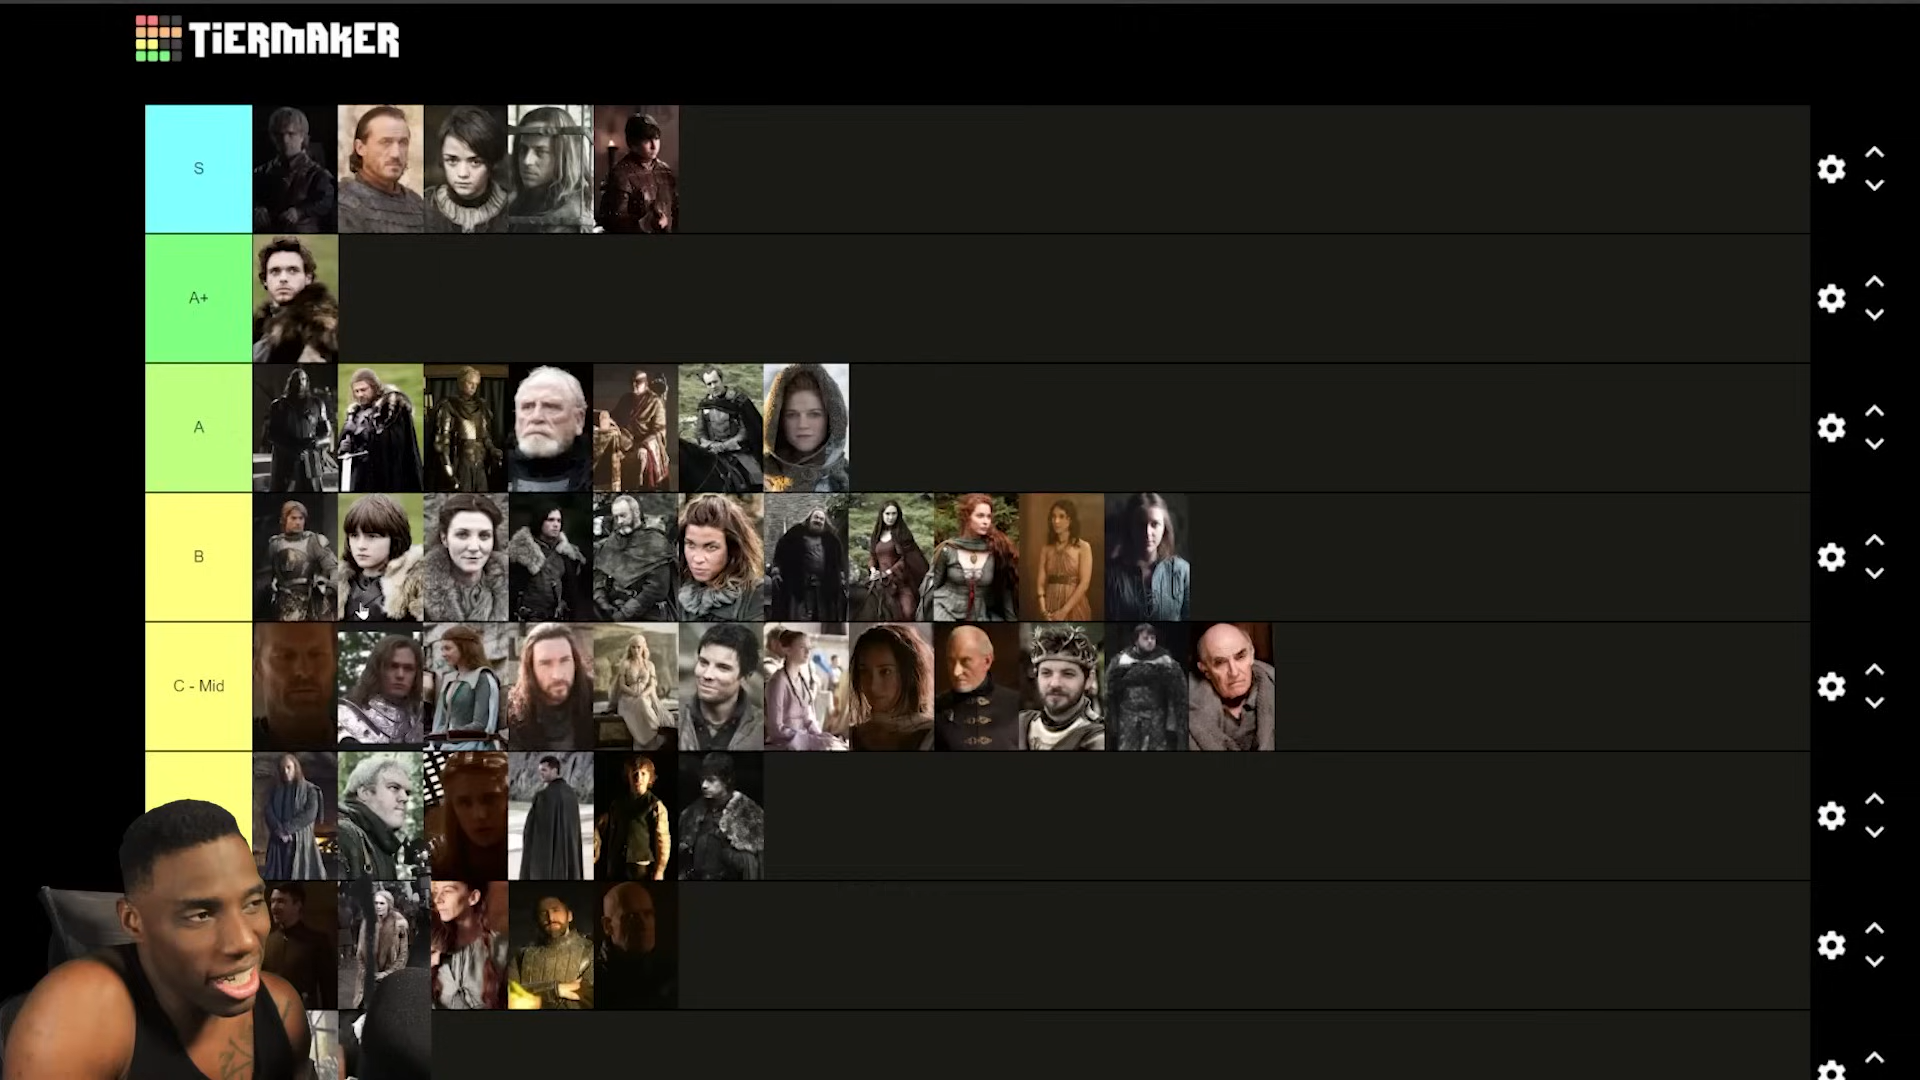 TiERMAKER
S
A+
A
B
C - Mid